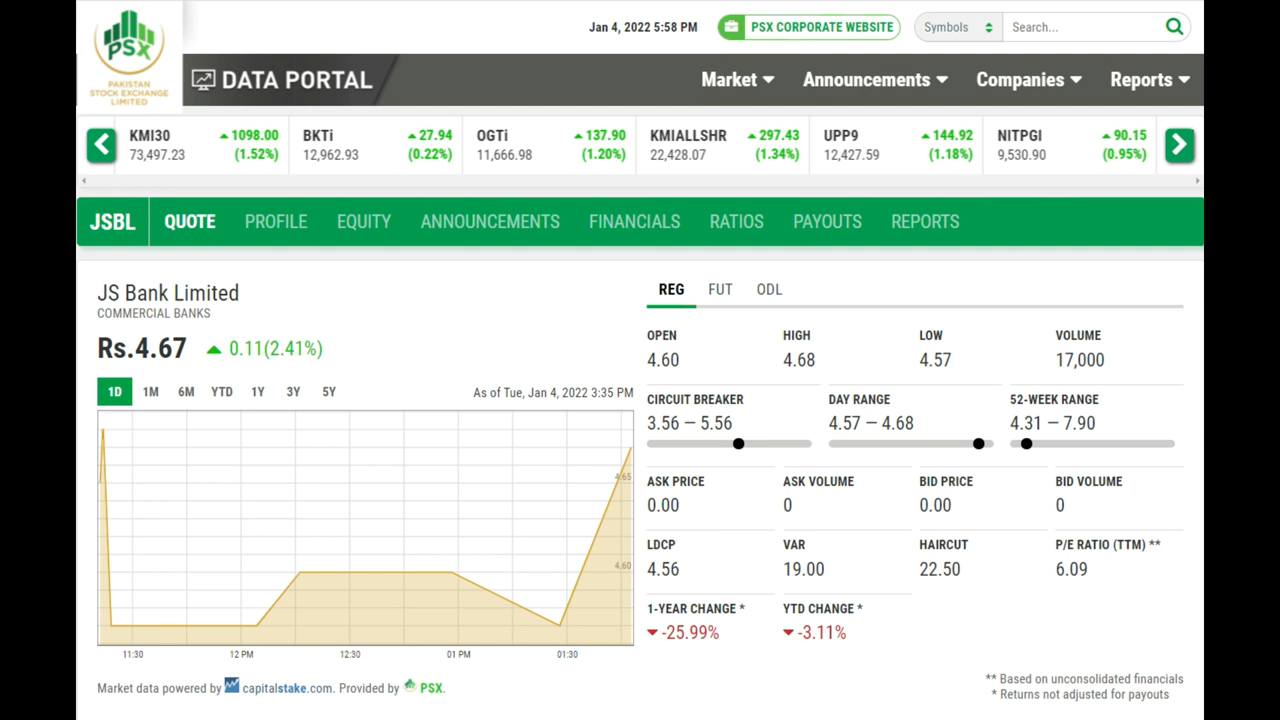 PSX
PAKISTAN
STOCK EXCHANGE
LIMITED
Jan 4, 2022 5:58 PM
PSX CORPORATE WEBSITE
Symbols
Search...
DATA PORTAL
Market Announcements Companies Reports
KMI30 1098.00 BKTi 27.94 OGTi 137.90 KMIALLSHR 297.43 UPP9 144.92 NITPGI 90.15
73,497.23 (1.52%) 12,962.93 (0.22%) 11,666.98 (1.20%) 22,428.07 (1.34%) 12,427.59 (1.18%) 9,530.90 (0.95%)
JSBL QUOTE PROFILE EQUITY ANNOUNCEMENTS FINANCIALS RATIOS PAYOUTS REPORTS
JS Bank Limited
COMMERCIAL BANKS
Rs.4.67 0.11(2.41%)
1D 1M 6M YTD 1Y 3Y 5Y As of Tue, Jan 4, 2022 3:35 PM
4.65
4.60
11:30 12 PM 12:30 01 PM 01:30
Market data powered by capitalstake.com. Provided by PSX.
REG FUT ODL
OPEN HIGH LOW VOLUME
4.60 4.68 4.57 17,000
CIRCUIT BREAKER DAY RANGE 52-WEEK RANGE
3.56 — 5.56 4.57 — 4.68 4.31 — 7.90
ASK PRICE ASK VOLUME BID PRICE BID VOLUME
0.00 0 0.00 0
LDCP VAR HAIRCUT P/E RATIO (TTM) **
4.56 19.00 22.50 6.09
1-YEAR CHANGE * YTD CHANGE *
-25.99% -3.11%
** Based on unconsolidated financials
* Returns not adjusted for payouts